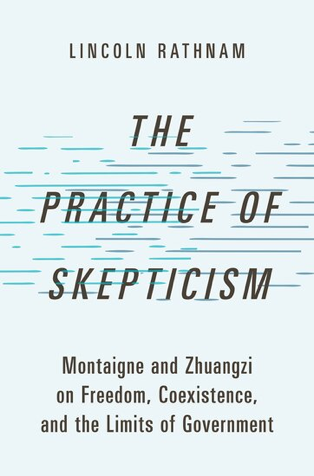 LINCOLN RATHNAM
THE
PRACTICE OF
SKEPTICISM
Montaigne and Zhuangzi
on Freedom, Coexistence,
and the Limits of Government